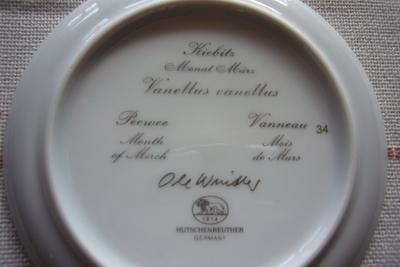 Kiebitz
Monat März
Vanellus vanellus
Peewee
Month
of March
Vanneau
Mois
de Mars
34
Ole Winther
1814
HUTSCHENREUTHER
GERMANY